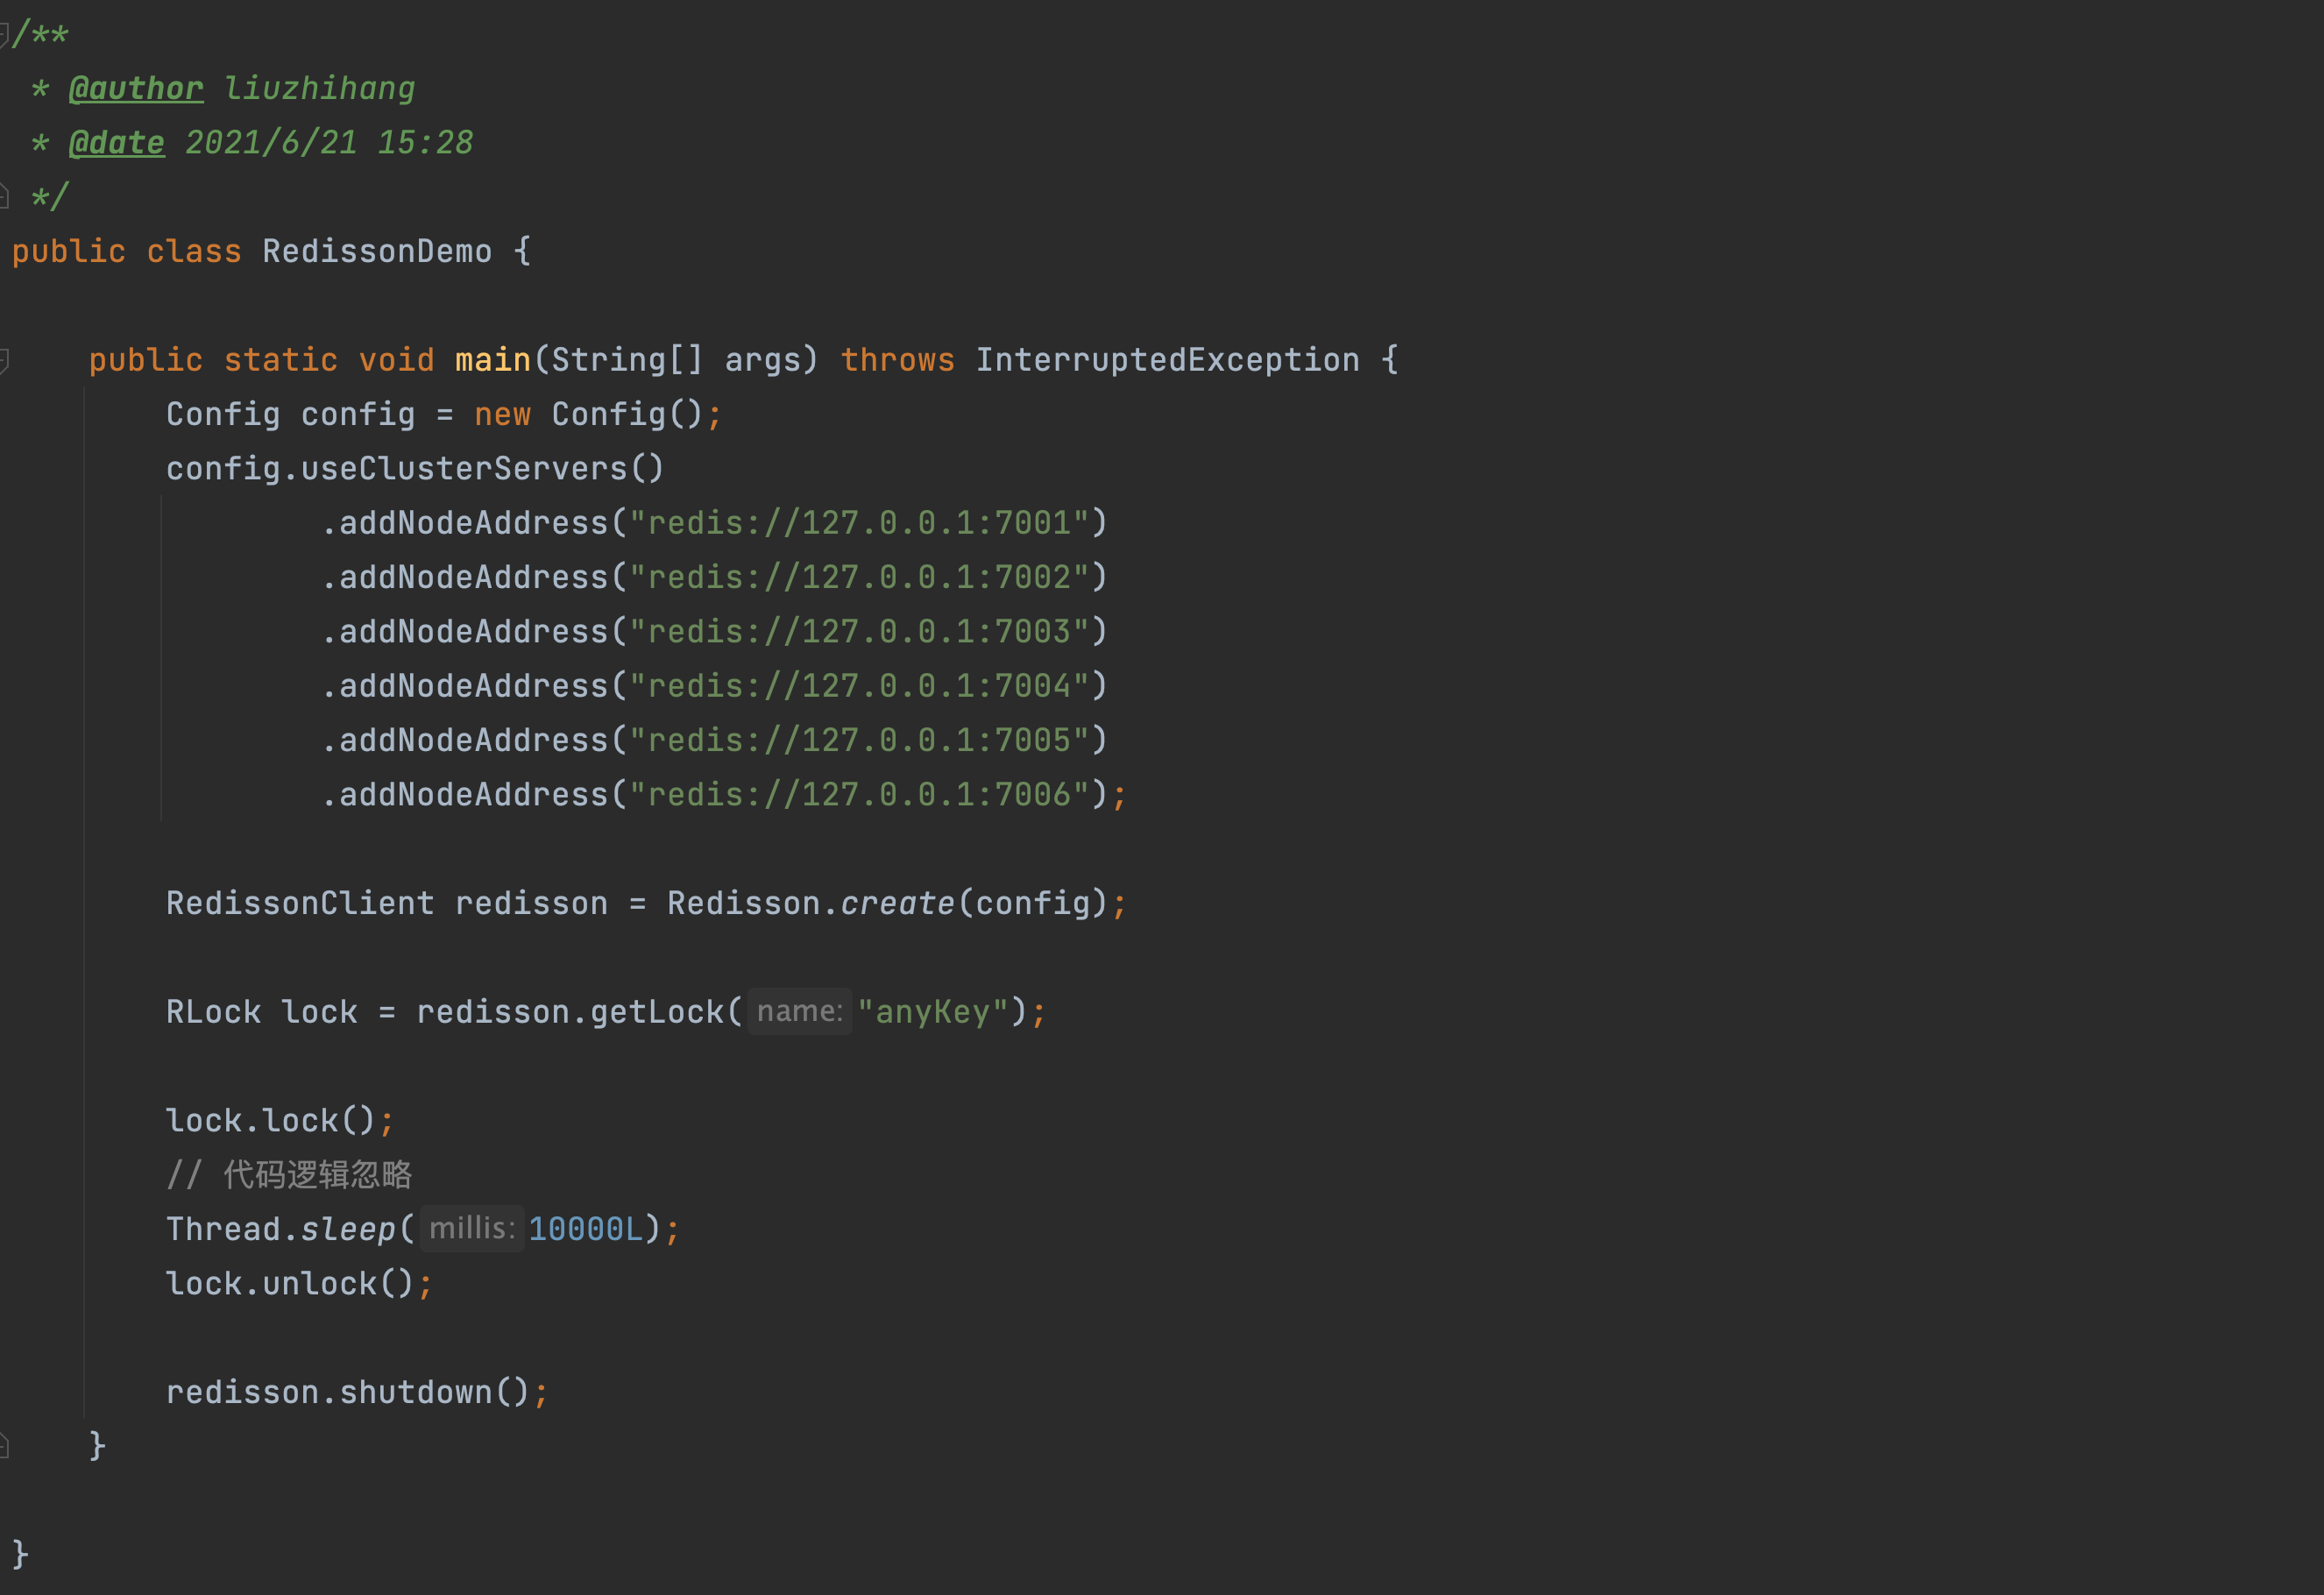 /**
 * @author liuzhihang
 * @date 2021/6/21 15:28
 */
public class RedissonDemo {
    public static void main(String[] args) throws InterruptedException {
        Config config = new Config();
        config.useClusterServers()
                .addNodeAddress("redis://127.0.0.1:7001")
                .addNodeAddress("redis://127.0.0.1:7002")
                .addNodeAddress("redis://127.0.0.1:7003")
                .addNodeAddress("redis://127.0.0.1:7004")
                .addNodeAddress("redis://127.0.0.1:7005")
                .addNodeAddress("redis://127.0.0.1:7006");
        RedissonClient redisson = Redisson.create(config);
        RLock lock = redisson.getLock( name: "anyKey");
        lock.lock();
        // 代码逻辑忽略
        Thread.sleep( millis: 10000L);
        lock.unlock();
        redisson.shutdown();
    }
}